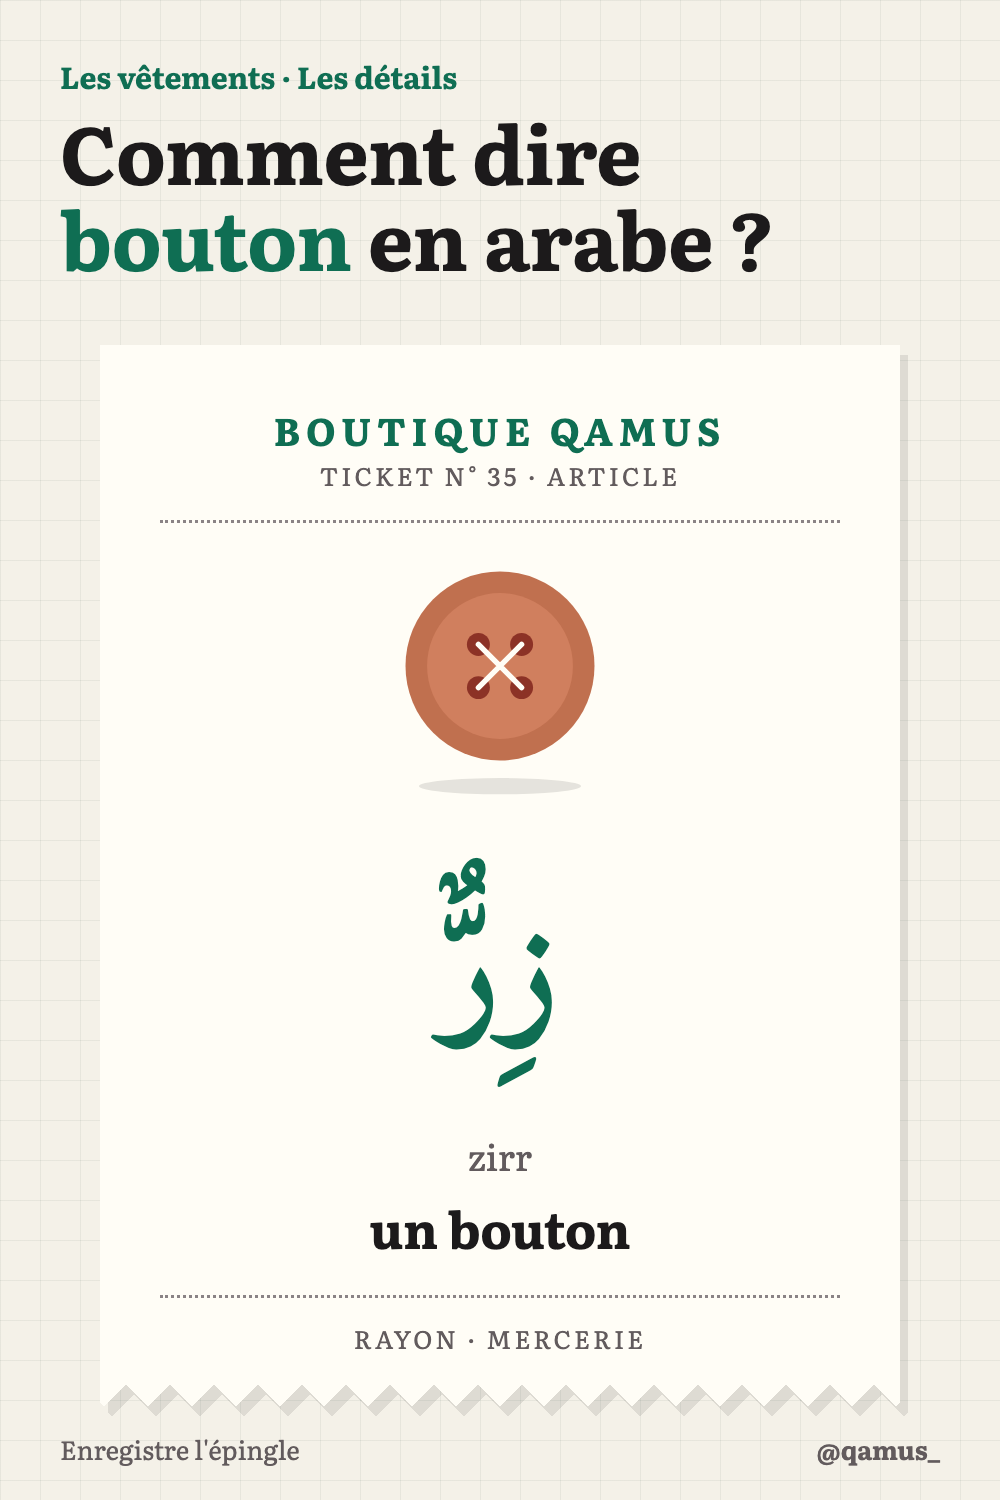 Les vêtements · Les détails
Comment dire
bouton en arabe ?
BOUTIQUE QAMUS
TICKET N° 35 · ARTICLE
زِرٌّ
zirr
un bouton
RAYON · MERCERIE
Enregistre l'épingle
@qamus_